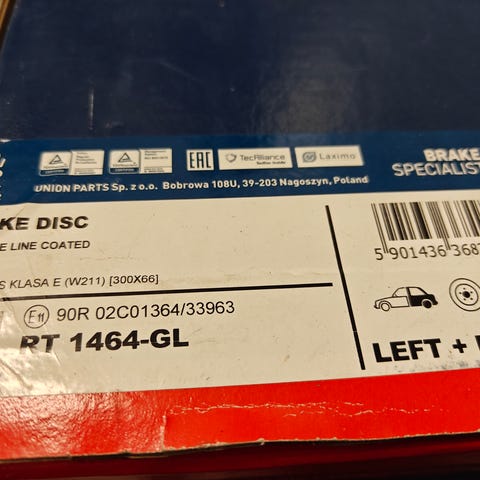 EAC TecAlliance Laximo
UNION PARTS Sp. z o.o. Bobrowa 108U, 39-203 Nagoszyn, Poland
BRAKE
SPECIALIST
KE DISC
E LINE COATED
S KLASA E (W211) [300X66]
E11 90R 02C01364/33963
RT 1464-GL
5 901436 368
LEFT +